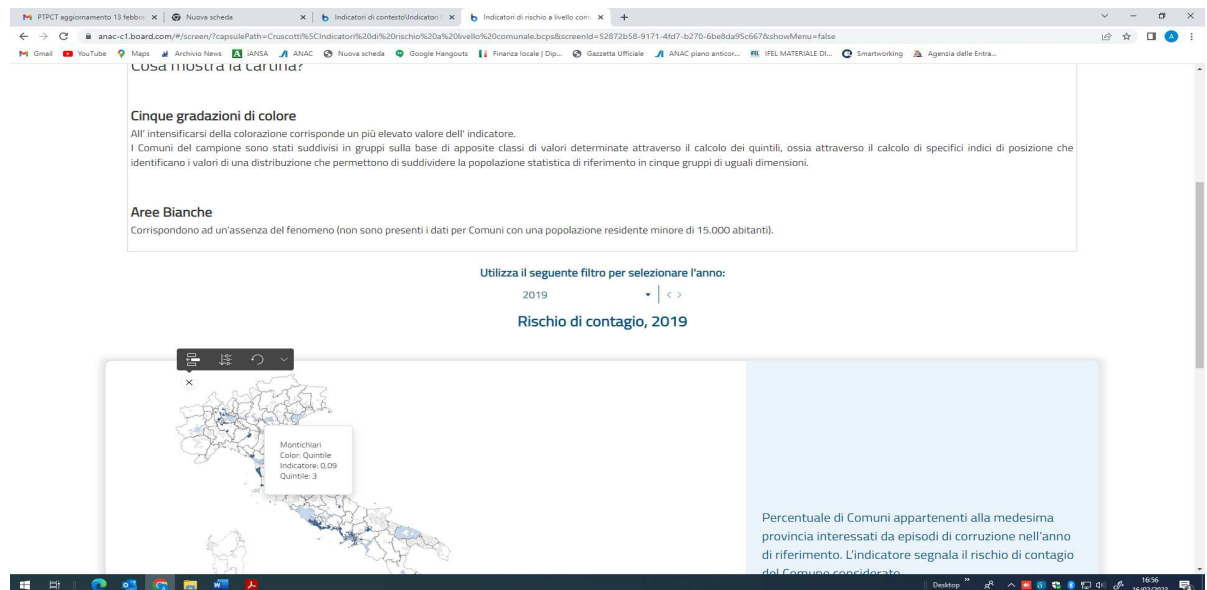 PTPCT aggiornamento 13 febbra
Nuova scheda
Indicatori di contesto\Indicatori
Indicatori di rischio a livello com
anac-c1.board.com/#/screen/?capsulePath=Cruscotti%5CIndicatori%20di%20rischio%20a%20livello%20comunale.bcps&screenId=52872b58-9171-4fd7-b270-6be8da95c667&showMenu=false
Gmail YouTube Maps Archivio News iANSA ANAC Nuova scheda Google Hangouts Finanza locale | Dip... Gazzetta Ufficiale ANAC piano anticor... IFEL MATERIALE DI... Smartworking Agenzia delle Entra...
Cosa mostra la cartina?
Cinque gradazioni di colore
All' intensificarsi della colorazione corrisponde un più elevato valore dell' indicatore.
I Comuni del campione sono stati suddivisi in gruppi sulla base di apposite classi di valori determinate attraverso il calcolo dei quintili, ossia attraverso il calcolo di specifici indici di posizione che
identificano i valori di una distribuzione che permettono di suddividere la popolazione statistica di riferimento in cinque gruppi di uguali dimensioni.
Aree Bianche
Corrispondono ad un'assenza del fenomeno (non sono presenti i dati per Comuni con una popolazione residente minore di 15.000 abitanti).
Utilizza il seguente filtro per selezionare l'anno:
2019
Rischio di contagio, 2019
Montichiari
Color: Quintile
Indicatore: 0,09
Quintile: 3
Percentuale di Comuni appartenenti alla medesima
provincia interessati da episodi di corruzione nell'anno
di riferimento. L'indicatore segnala il rischio di contagio
del Comune considerato
Desktop
16:56
16/02/2023